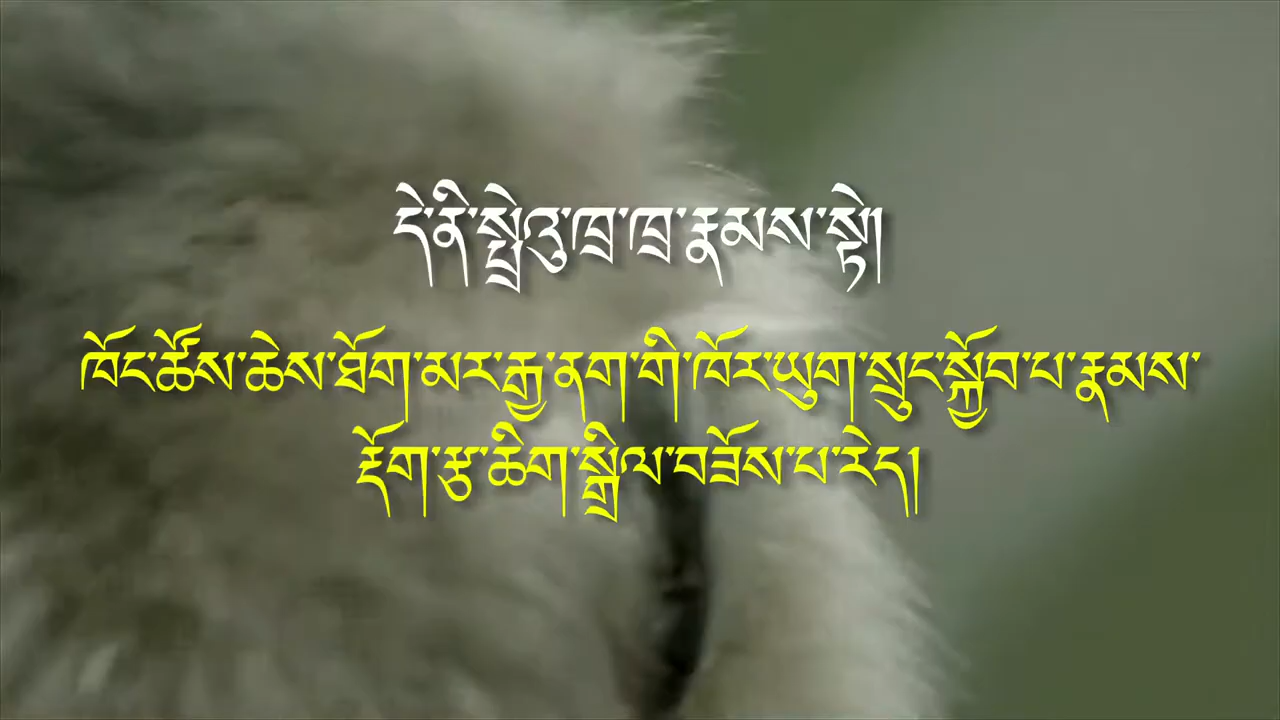 དེ་ནི་སྤྲེའུ་ཁྲ་ཁྲ་རྣམས་སྟེ།
ཁོང་ཚོས་ཆེས་ཐོག་མར་རྒྱ་ནག་གི་ཁོར་ཡུག་སྲུང་སྐྱོབ་པ་རྣམས་
རྡོག་རྩ་ཆིག་སྒྲིལ་བཟོས་པ་རེད།